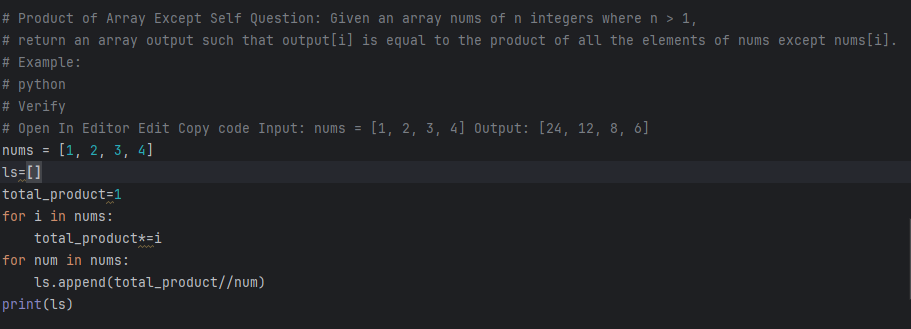 # Product of Array Except Self Question: Given an array nums of n integers where n > 1,
# return an array output such that output[i] is equal to the product of all the elements of nums except nums[i].
# Example:
# python
# Verify
# Open In Editor Edit Copy code Input: nums = [1, 2, 3, 4] Output: [24, 12, 8, 6]
nums = [1, 2, 3, 4]
ls=[]
total_product=1
for i in nums:
    total_product*=i
for num in nums:
    ls.append(total_product//num)
print(ls)